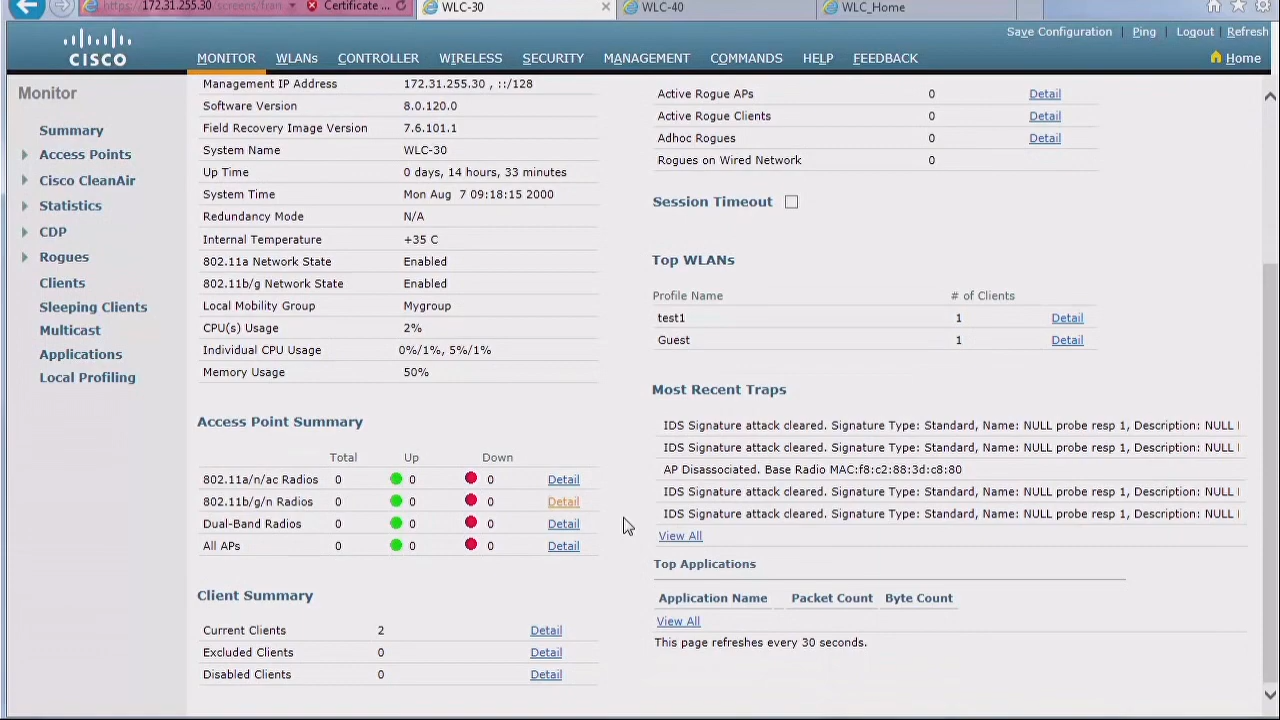 https://172.31.255.30/screens/fran
Certificate ...
WLC-30
WLC-40
WLC_Home
Save Configuration
Ping
Logout
Refresh
CISCO
MONITOR
WLANs
CONTROLLER
WIRELESS
SECURITY
MANAGEMENT
COMMANDS
HELP
FEEDBACK
Home
Monitor
Summary
Access Points
Cisco CleanAir
Statistics
CDP
Rogues
Clients
Sleeping Clients
Multicast
Applications
Local Profiling
Management IP Address 172.31.255.30 , ::/128
Software Version 8.0.120.0
Field Recovery Image Version 7.6.101.1
System Name WLC-30
Up Time 0 days, 14 hours, 33 minutes
System Time Mon Aug 7 09:18:15 2000
Redundancy Mode N/A
Internal Temperature +35 C
802.11a Network State Enabled
802.11b/g Network State Enabled
Local Mobility Group Mygroup
CPU(s) Usage 2%
Individual CPU Usage 0%/1%, 5%/1%
Memory Usage 50%
Access Point Summary
Total Up Down
802.11a/n/ac Radios 0 0 0 Detail
802.11b/g/n Radios 0 0 0 Detail
Dual-Band Radios 0 0 0 Detail
All APs 0 0 0 Detail
Client Summary
Current Clients 2 Detail
Excluded Clients 0 Detail
Disabled Clients 0 Detail
Active Rogue APs 0 Detail
Active Rogue Clients 0 Detail
Adhoc Rogues 0 Detail
Rogues on Wired Network 0
Session Timeout
Top WLANs
Profile Name # of Clients
test1 1 Detail
Guest 1 Detail
Most Recent Traps
IDS Signature attack cleared. Signature Type: Standard, Name: NULL probe resp 1, Description: NULL
IDS Signature attack cleared. Signature Type: Standard, Name: NULL probe resp 1, Description: NULL
AP Disassociated. Base Radio MAC:f8:c2:88:3d:c8:80
IDS Signature attack cleared. Signature Type: Standard, Name: NULL probe resp 1, Description: NULL
IDS Signature attack cleared. Signature Type: Standard, Name: NULL probe resp 1, Description: NULL
View All
Top Applications
Application Name Packet Count Byte Count
View All
This page refreshes every 30 seconds.